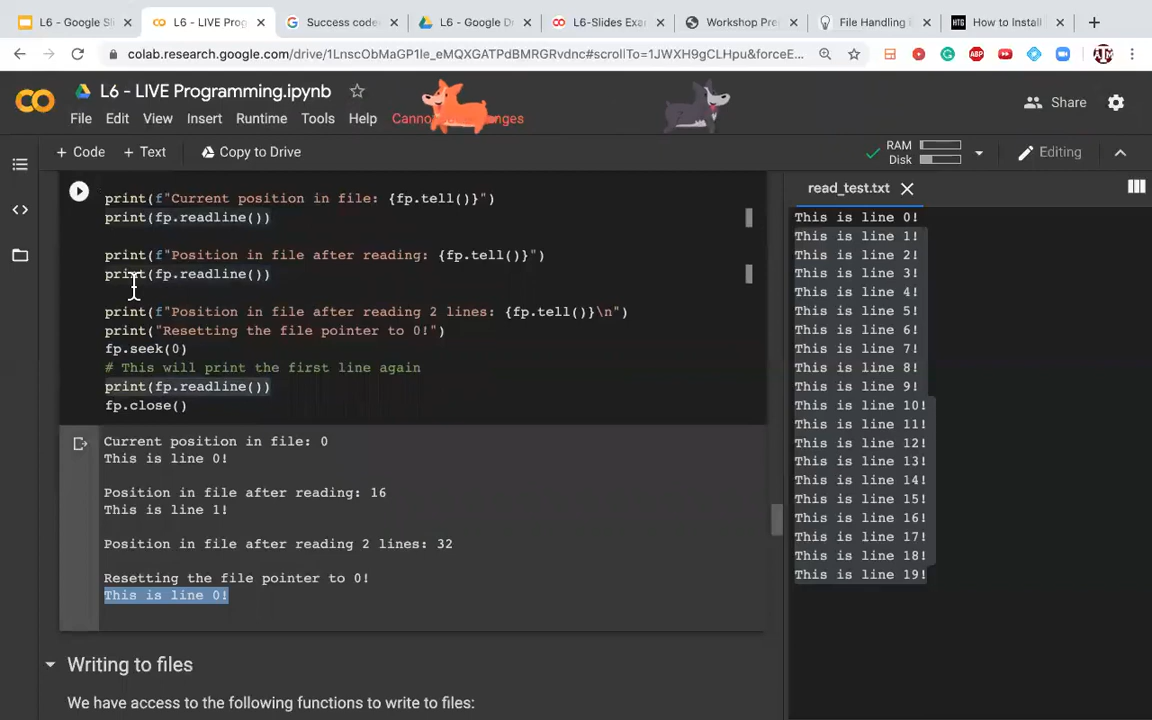 L6 - Google Sli
L6 - LIVE Prog
Success code
L6 - Google Dr
L6-Slides Exa
Workshop Pre
File Handling
How to Install
colab.research.google.com/drive/1LnscObMaGP1Ie_eMQXGATPdBMRGRvdnc#scrollTo=1JWXH9gCLHpu&forceE...
L6 - LIVE Programming.ipynb
Share
File Edit View Insert Runtime Tools Help
+ Code + Text Copy to Drive
RAM
Disk
Editing
print(f"Current position in file: {fp.tell()}")
print(fp.readline())
print(f"Position in file after reading: {fp.tell()}")
print(fp.readline())
print(f"Position in file after reading 2 lines: {fp.tell()}\n")
print("Resetting the file pointer to 0!")
fp.seek(0)
# This will print the first line again
print(fp.readline())
fp.close()
Current position in file: 0
This is line 0!
Position in file after reading: 16
This is line 1!
Position in file after reading 2 lines: 32
Resetting the file pointer to 0!
This is line 0!
Writing to files
We have access to the following functions to write to files:
read_test.txt
This is line 0!
This is line 1!
This is line 2!
This is line 3!
This is line 4!
This is line 5!
This is line 6!
This is line 7!
This is line 8!
This is line 9!
This is line 10!
This is line 11!
This is line 12!
This is line 13!
This is line 14!
This is line 15!
This is line 16!
This is line 17!
This is line 18!
This is line 19!